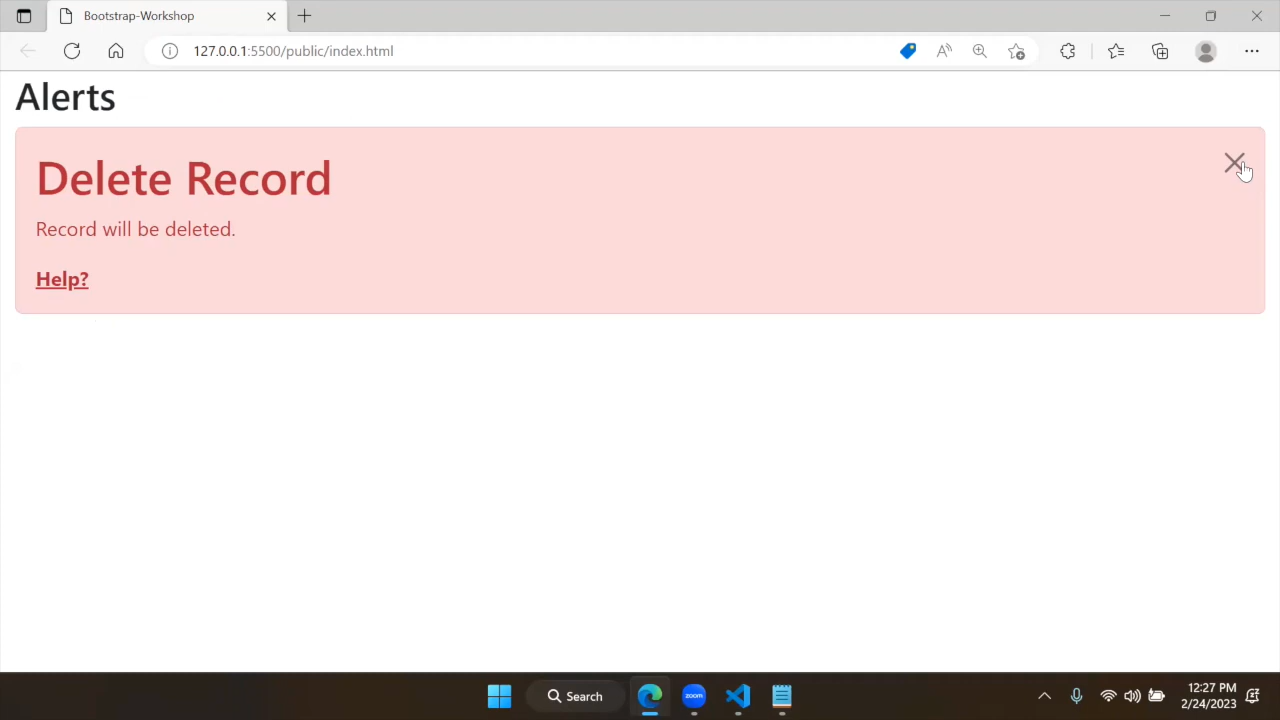 Bootstrap-Workshop
127.0.0.1:5500/public/index.html
Alerts
Delete Record
Record will be deleted.
Help?
Search
zoom
12:27 PM
2/24/2023